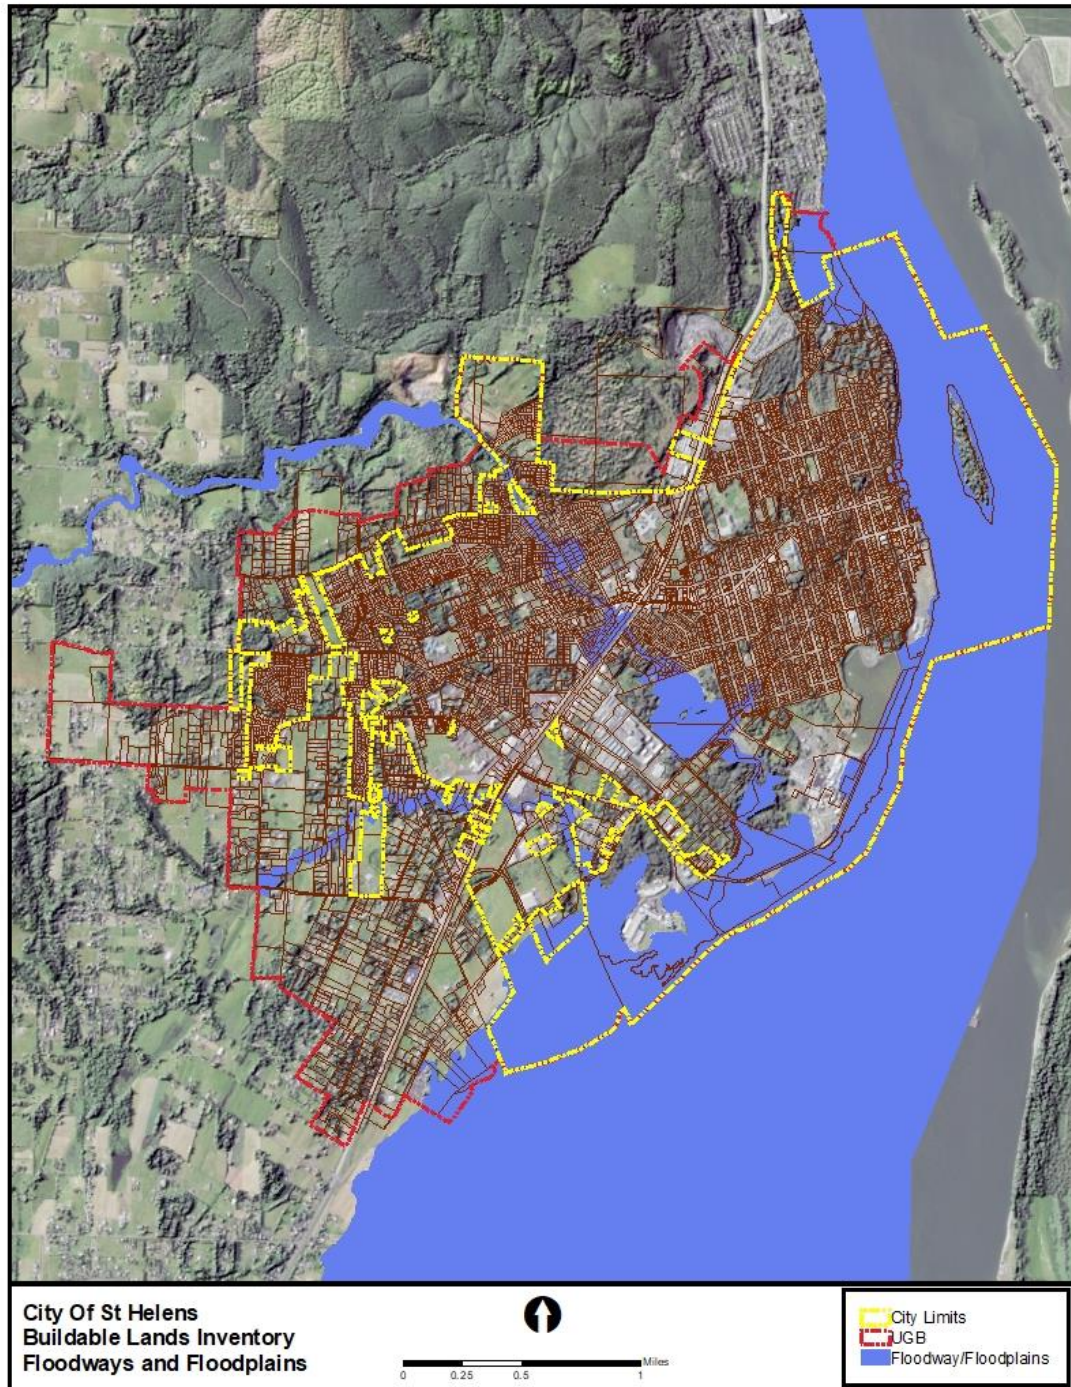 City Of St Helens
Buildable Lands Inventory
Floodways and Floodplains
Miles
0 0.25 0.5 1
City Limits
UGB
Floodway/Floodplains